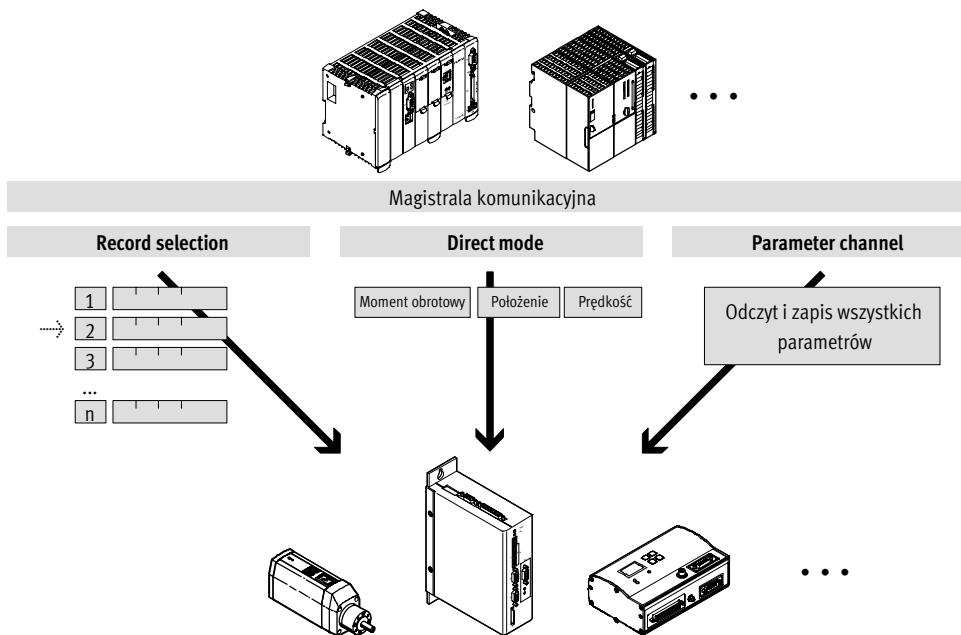 • • •
Magistrala komunikacyjna
Record selection
Direct mode
Parameter channel
1
2
3
...
n
Moment obrotowy
Położenie
Prędkość
Odczyt i zapis wszystkich
parametrów
• • •